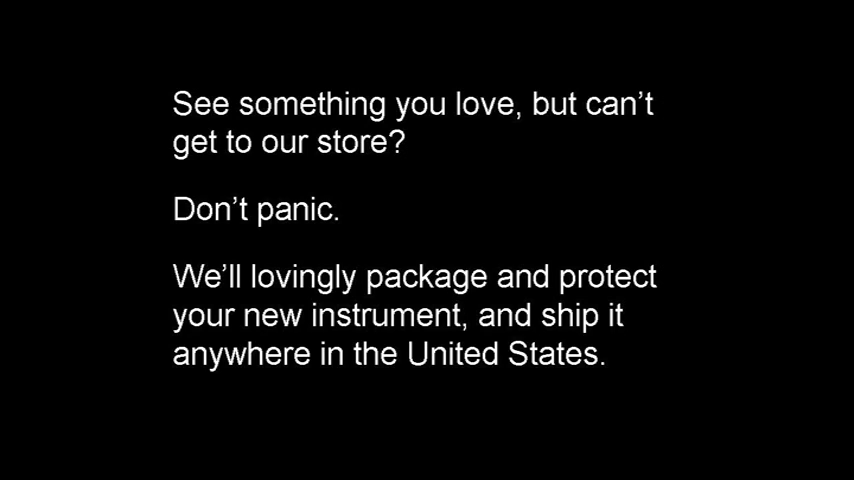 See something you love, but can’t
get to our store?
Don’t panic.
We’ll lovingly package and protect
your new instrument, and ship it
anywhere in the United States.